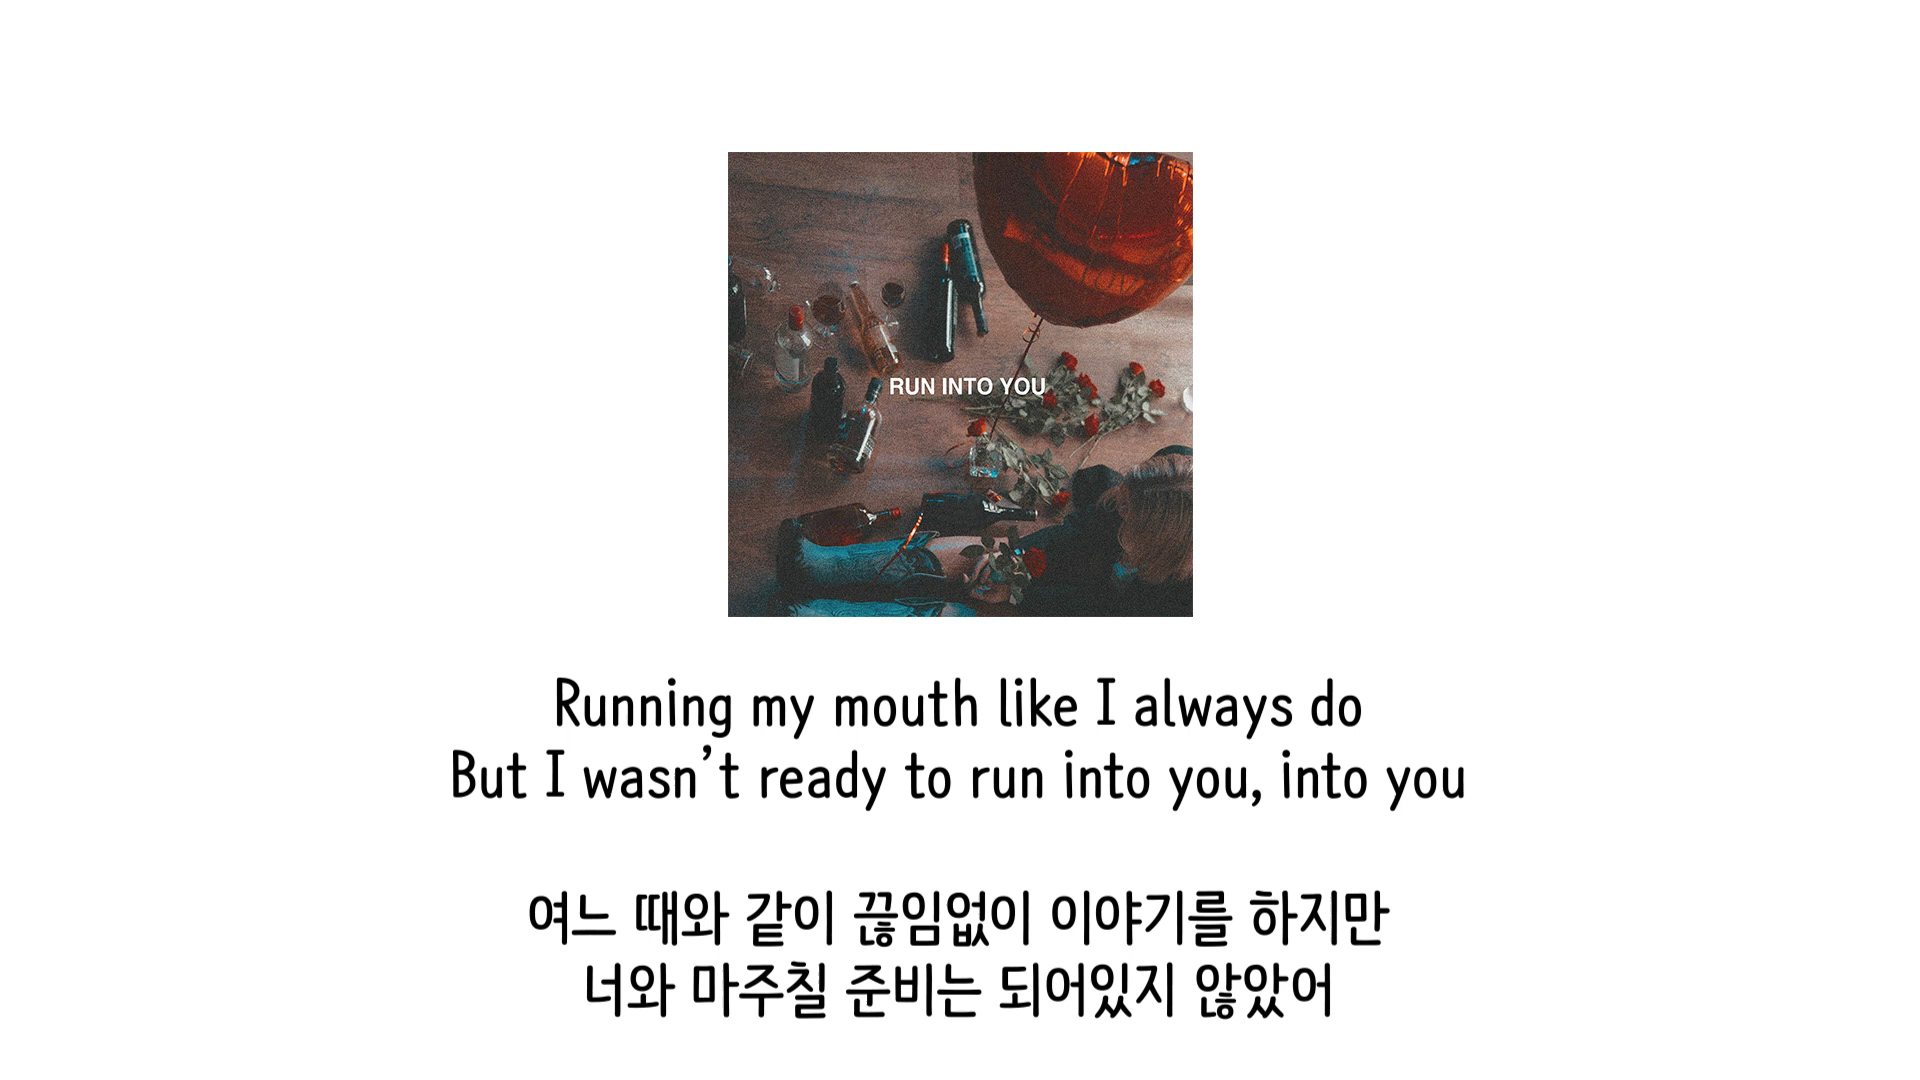 RUN INTO YOU
Running my mouth like I always do
But I wasn't ready to run into you, into you
여느 때와 같이 끊임없이 이야기를 하지만
너와 마주칠 준비는 되어있지 않았어